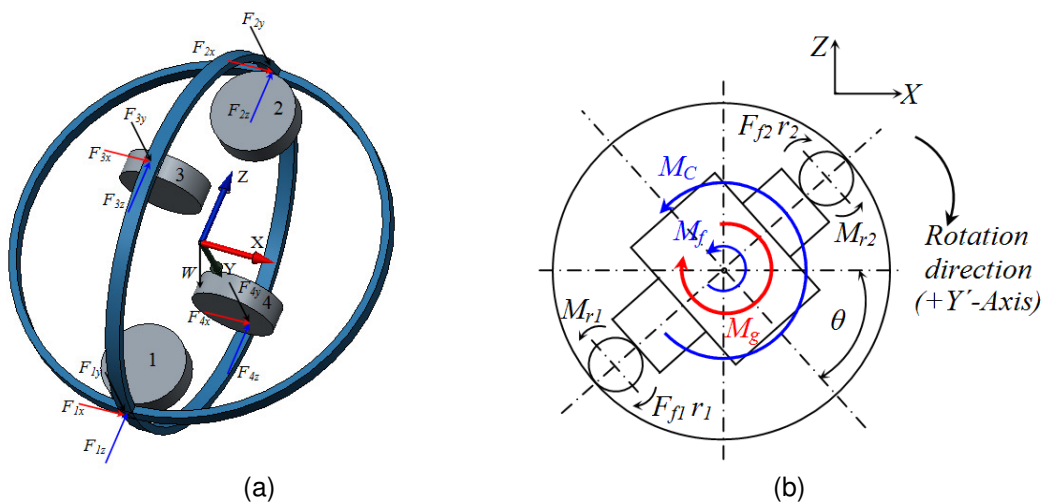 F2y
F2x
F2z
2
F3y
F3x
3
F3z
Z
X
Y
W
F4y
F4x
4
F4z
1
F1y
F1x
F1z
(a)
Z
X
Ff2 r2
MC
Mf
Mr2
Rotation
direction
(+Y′-Axis)
θ
Mg
Mr1
Ff1 r1
(b)